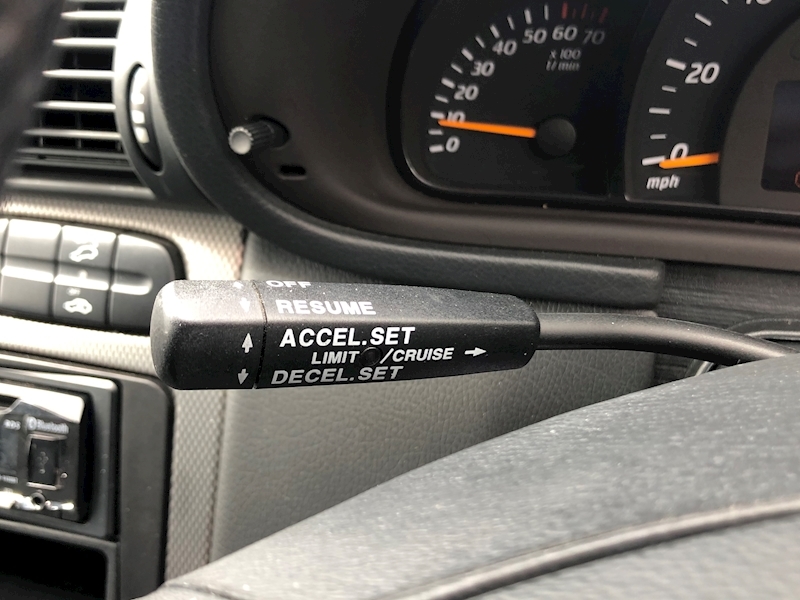 50 60 70
40
30
20
10
0
x 100
1/min
20
0
mph
OFF
RESUME
ACCEL.SET
LIMIT /CRUISE
DECEL.SET
Bluetooth